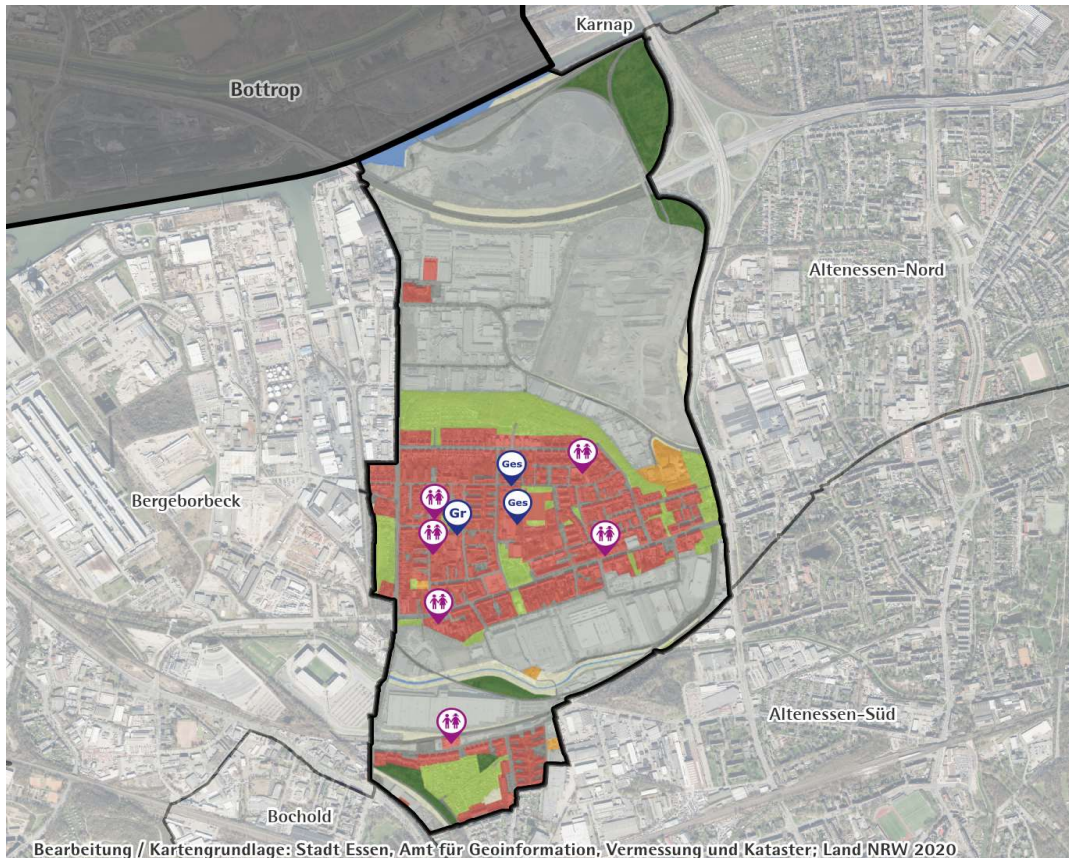 Karnap
Bottrop
Altenessen-Nord
Ges
Bergeborbeck
Ges
Gr
Altenessen-Süd
Bochold
Bearbeitung / Kartengrundlage: Stadt Essen, Amt für Geoinformation, Vermessung und Kataster; Land NRW 2020